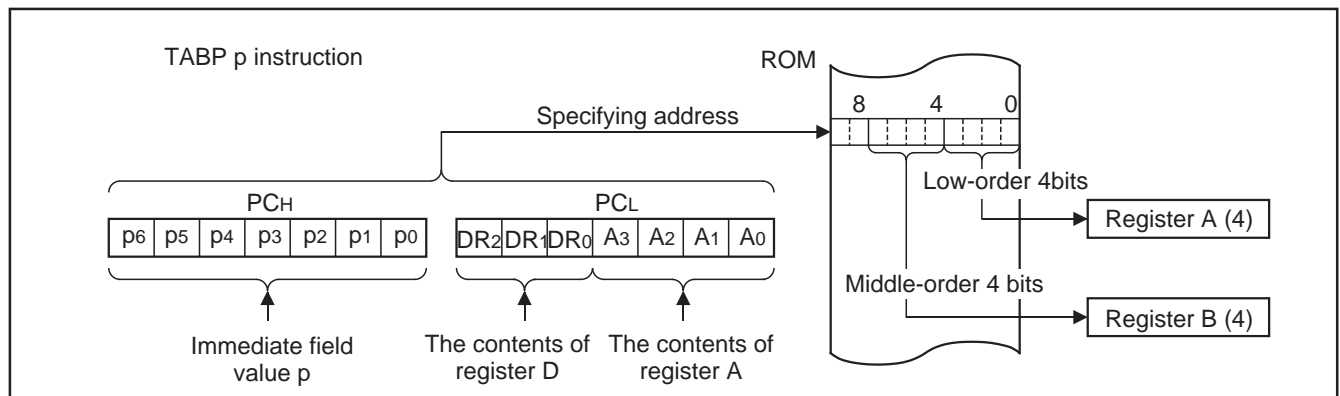 TABP p instruction
ROM
8 4 0
Specifying address
Low-order 4bits
PCH PCL
p6 p5 p4 p3 p2 p1 p0 DR2 DR1 DR0 A3 A2 A1 A0
Register A (4)
Middle-order 4 bits
Register B (4)
Immediate field
value p
The contents of
register D
The contents of
register A